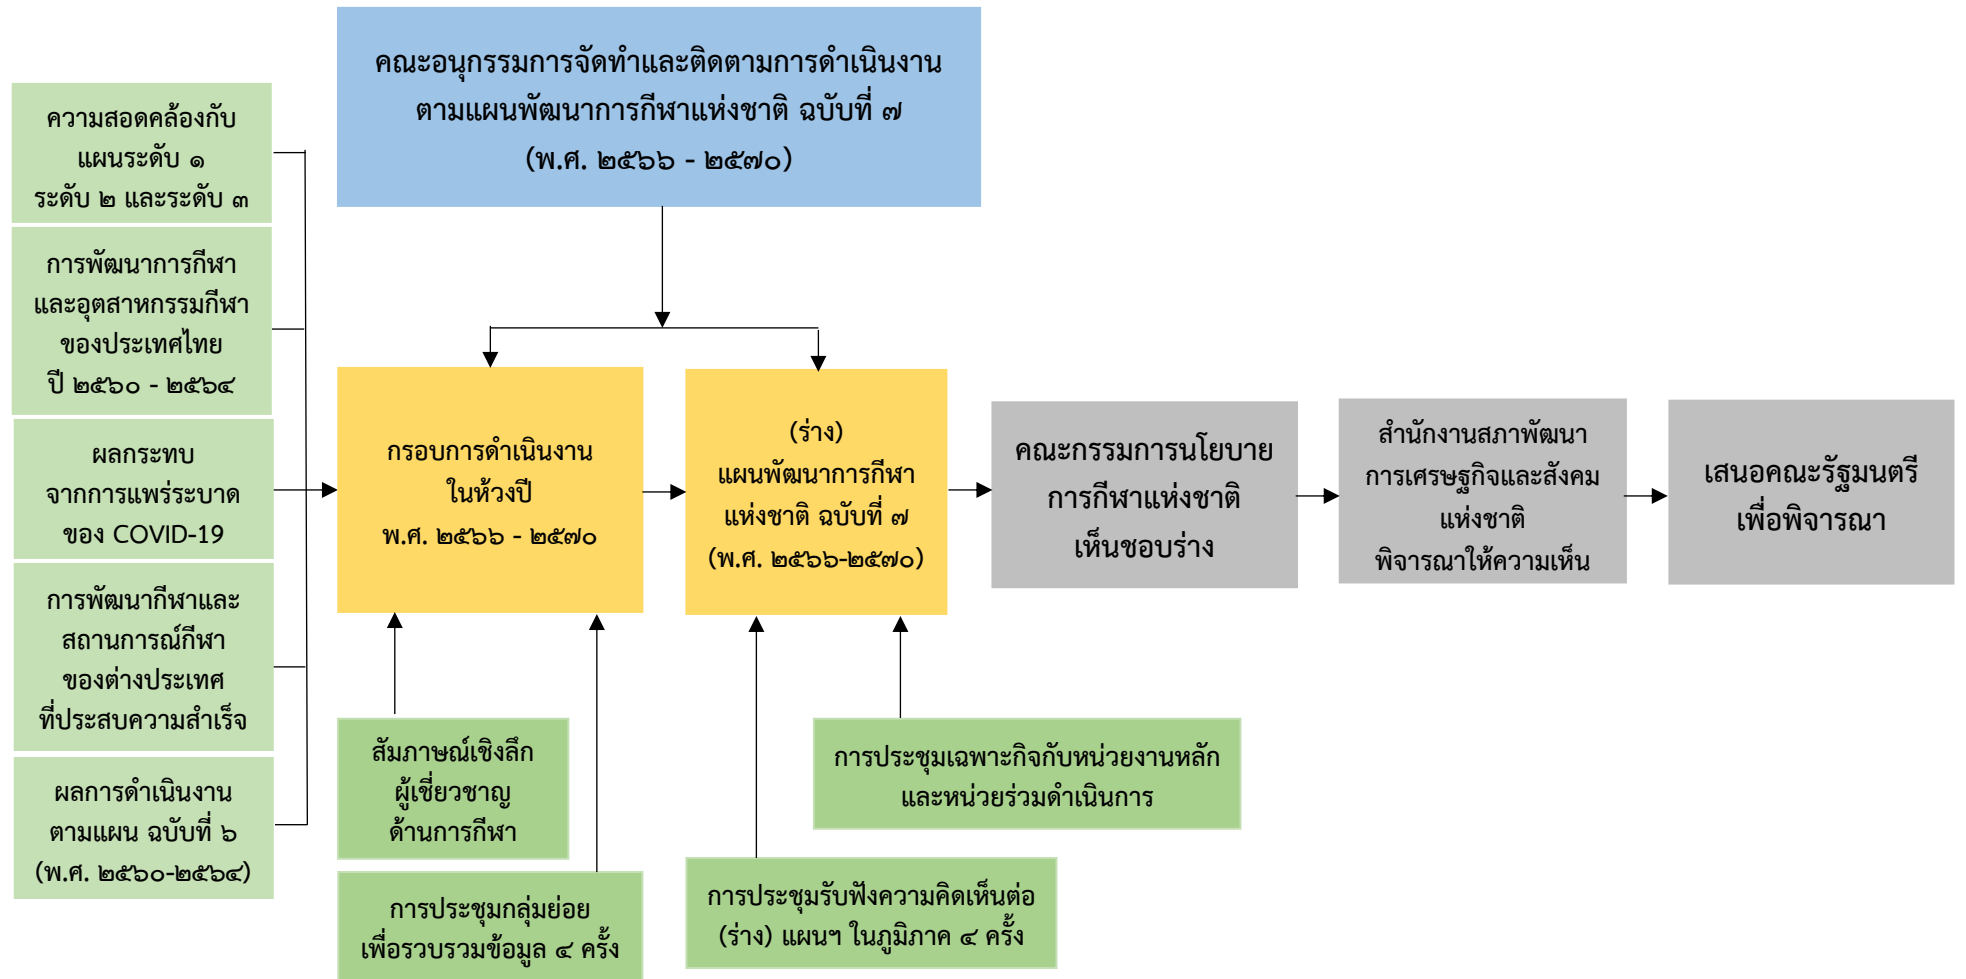 คณะอนุกรรมการจัดทำและติดตามการดำเนินงาน
ตามแผนพัฒนาการกีฬาแห่งชาติ ฉบับที่ ๗
(พ.ศ. ๒๕๖๖ - ๒๕๗๐)
ความสอดคล้องกับ
แผนระดับ ๑
ระดับ ๒ และระดับ ๓
การพัฒนาการกีฬา
และอุตสาหกรรมกีฬา
ของประเทศไทย
ปี ๒๕๖๐ - ๒๕๖๔
ผลกระทบ
จากการแพร่ระบาด
ของ COVID-19
การพัฒนากีฬาและ
สถานการณ์กีฬา
ของต่างประเทศ
ที่ประสบความสำเร็จ
ผลการดำเนินงาน
ตามแผน ฉบับที่ ๖
(พ.ศ. ๒๕๖๐-๒๕๖๔)
กรอบการดำเนินงาน
ในห้วงปี
พ.ศ. ๒๕๖๖ - ๒๕๗๐
(ร่าง)
แผนพัฒนาการกีฬา
แห่งชาติ ฉบับที่ ๗
(พ.ศ. ๒๕๖๖-๒๕๗๐)
คณะกรรมการนโยบาย
การกีฬาแห่งชาติ
เห็นชอบร่าง
สำนักงานสภาพัฒนา
การเศรษฐกิจและสังคม
แห่งชาติ
พิจารณาให้ความเห็น
เสนอคณะรัฐมนตรี
เพื่อพิจารณา
สัมภาษณ์เชิงลึก
ผู้เชี่ยวชาญ
ด้านการกีฬา
การประชุมกลุ่มย่อย
เพื่อรวบรวมข้อมูล ๔ ครั้ง
การประชุมเฉพาะกิจกับหน่วยงานหลัก
และหน่วยร่วมดำเนินการ
การประชุมรับฟังความคิดเห็นต่อ
(ร่าง) แผนฯ ในภูมิภาค ๔ ครั้ง